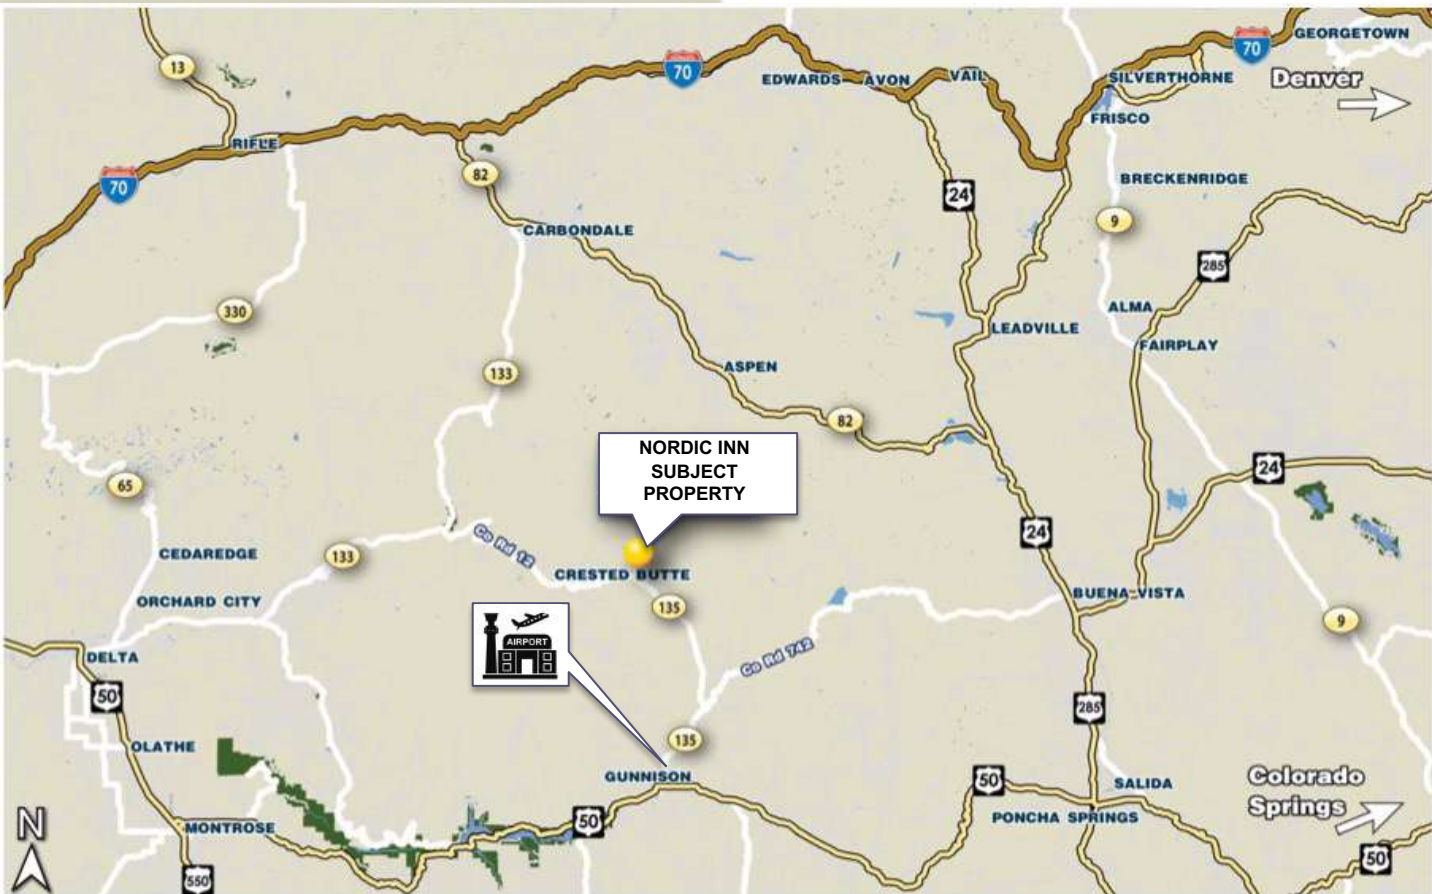 GEORGETOWN
70
13
70
EDWARDS
AVON
VAIL
SILVERTHORNE
Denver
FRISCO
RIFLE
70
82
BRECKENRIDGE
24
9
CARBONDALE
285
330
ALMA
LEADVILLE
FAIRPLAY
ASPEN
133
82
NORDIC INN
SUBJECT
PROPERTY
24
65
24
Co Rd 12
CEDAREDGE
133
CRESTED BUTTE
ORCHARD CITY
135
BUENA VISTA
9
AIRPORT
Co Rd 742
DELTA
50
285
135
OLATHE
GUNNISON
50
SALIDA
Colorado
Springs
PONCHA SPRINGS
50
N
MONTROSE
50
550